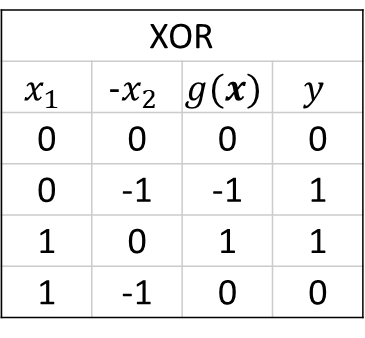 XOR
x₁ -x₂ g(x) y
0 0 0 0
0 -1 -1 1
1 0 1 1
1 -1 0 0